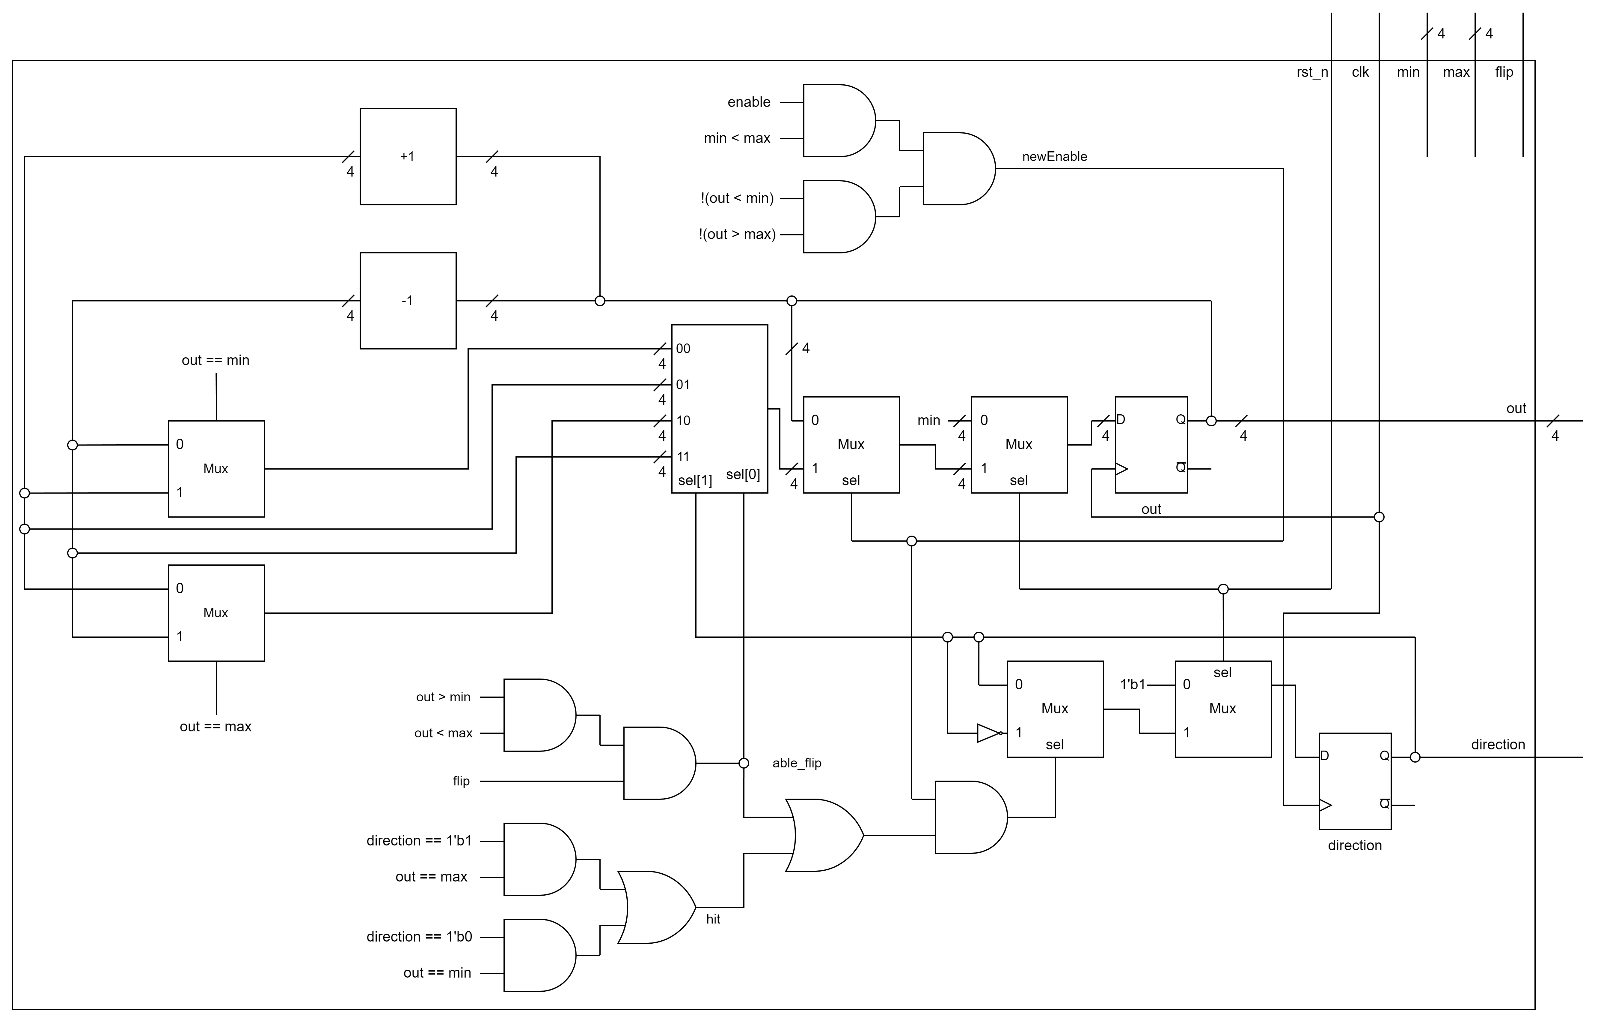 4 4
rst_n clk min max flip
enable
min < max
newEnable
+1
4 4
!(out < min)
!(out > max)
-1
4 4
out == min
00
4
4
01
4
10
4
11
4
sel[1] sel[0]
0
Mux
1
0
Mux
1
sel
4
min
4
0
Mux
1
sel
4
D Q
4
Q
out
4
out
4
0
Mux
1
out == max
out > min
out < max
flip
able_flip
0
Mux
1
sel
1'b1
sel
0
Mux
1
D Q
Q
direction
direction
direction == 1'b1
out == max
hit
direction == 1'b0
out == min